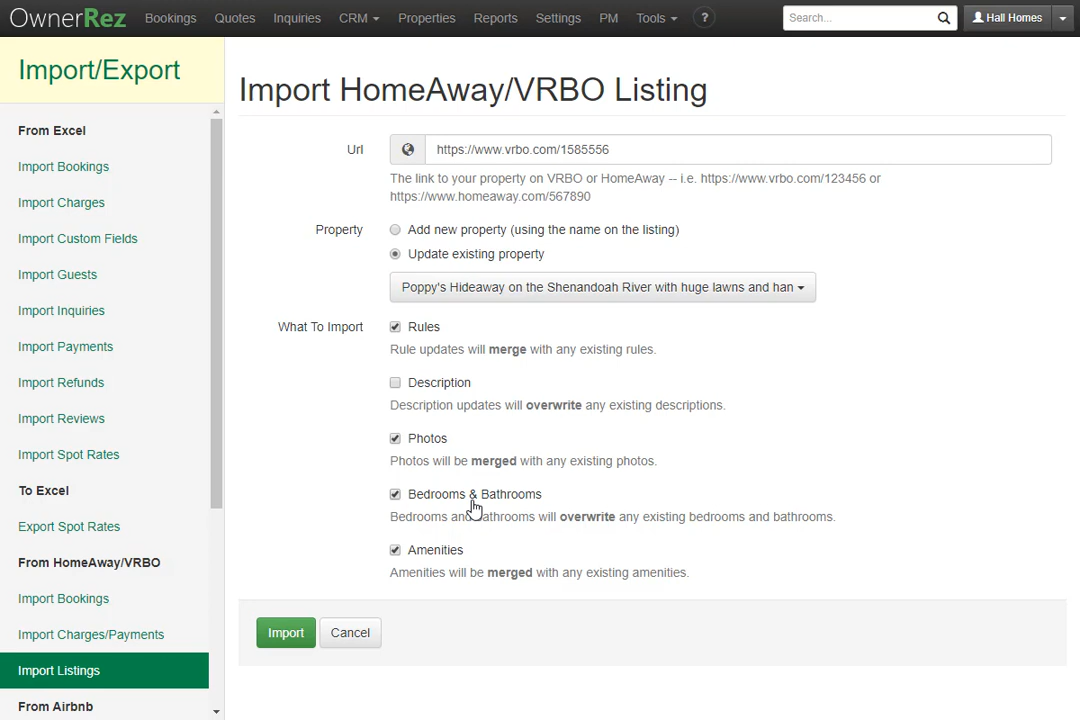 OwnerRez Bookings Quotes Inquiries CRM Properties Reports Settings PM Tools ? Search... Hall Homes
Import/Export
From Excel
Import Bookings
Import Charges
Import Custom Fields
Import Guests
Import Inquiries
Import Payments
Import Refunds
Import Reviews
Import Spot Rates
To Excel
Export Spot Rates
From HomeAway/VRBO
Import Bookings
Import Charges/Payments
Import Listings
From Airbnb
Import HomeAway/VRBO Listing
Url https://www.vrbo.com/1585556
The link to your property on VRBO or HomeAway -- i.e. https://www.vrbo.com/123456 or
https://www.homeaway.com/567890
Property Add new property (using the name on the listing)
Update existing property
Poppy's Hideaway on the Shenandoah River with huge lawns and han
What To Import Rules
Rule updates will merge with any existing rules.
Description
Description updates will overwrite any existing descriptions.
Photos
Photos will be merged with any existing photos.
Bedrooms & Bathrooms
Bedrooms and bathrooms will overwrite any existing bedrooms and bathrooms.
Amenities
Amenities will be merged with any existing amenities.
Import Cancel